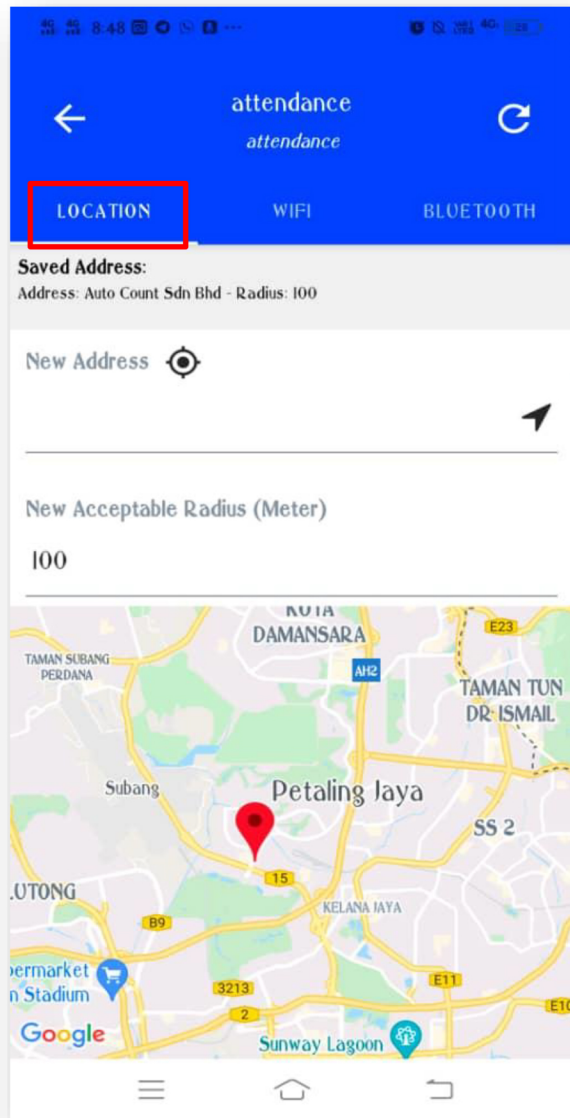 8:48
attendance
attendance
LOCATION WIFI BLUETOOTH
Saved Address:
Address: Auto Count Sdn Bhd - Radius: 100
New Address
New Acceptable Radius (Meter)
100
KOTA
DAMANSARA
E23
TAMAN SUBANG
PERDANA
AH2
TAMAN TUN
DR ISMAIL
Subang
Petaling Jaya
SS 2
15
LUTONG
KELANA JAYA
B9
permarket
n Stadium
3213
E11
2
E10
Google
Sunway Lagoon